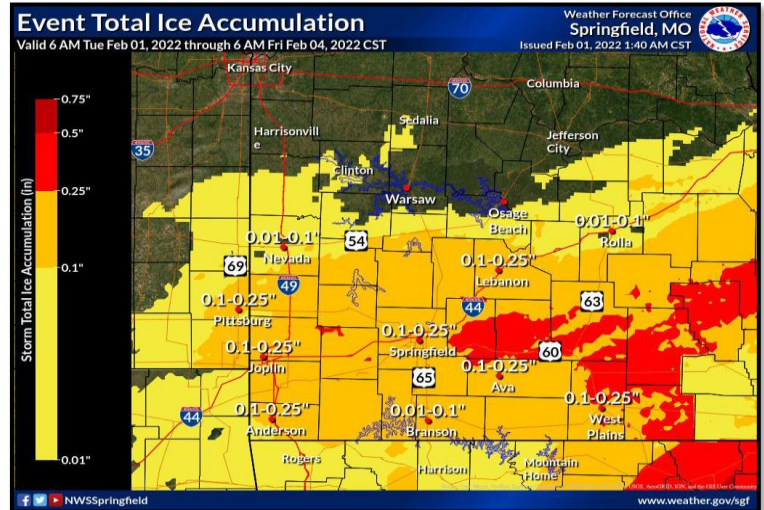 Event Total Ice Accumulation
Valid 6 AM Tue Feb 01, 2022 through 6 AM Fri Feb 04, 2022 CST
Weather Forecast Office
Springfield, MO
Issued Feb 01, 2022 1:40 AM CST
Storm Total Ice Accumulation (in)
0.75"
0.5"
0.25"
0.1"
0.01"
Kansas City
70
Columbia
35
Harrisonvill
e
Sedalia
Jefferson
City
Clinton
Warsaw
Osage
Beach
0.01-0.1"
Nevada
54
0.01-0.1"
Rolla
69
49
0.1-0.25"
Lebanon
0.1-0.25"
Pittsburg
44
63
0.1-0.25"
Joplin
0.1-0.25"
Springfield
60
65
0.1-0.25"
Ava
44
0.1-0.25"
Anderson
0.01-0.1"
Branson
0.1-0.25"
West
Plains
Rogers
Harrison
Mountain
Home
NWSSpringfield
www.weather.gov/sgf